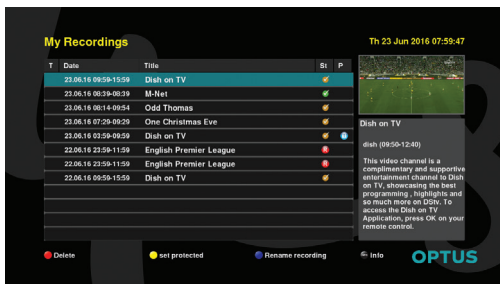 My Recordings
Th 23 Jun 2016 07:59:47
T Date Title St P
23.06.16 09:59-15:59 Dish on TV
23.06.16 08:39-08:39 M-Net
23.06.16 08:14-09:54 Odd Thomas
23.06.16 07:29-09:29 One Christmas Eve
23.06.16 03:59-09:59 Dish on TV
22.06.16 23:59-11:59 English Premier League R
22.06.16 23:59-11:59 English Premier League R
22.06.16 09:59-15:59 Dish on TV
Dish on TV
dish (09:50-12:40)
This video channel is a
complimentary and supportive
entertainment channel to Dish
on TV, showcasing the best
programming , highlights and
so much more on DStv. To
access the Dish on TV
Application, press OK on your
remote control.
Delete set protected Rename recording Info
OPTUS